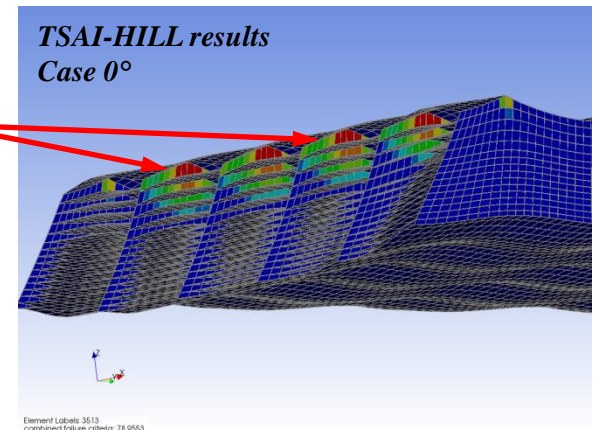 TSAI-HILL results
Case 0°
Z
X
Element Labels: 3513
combined failure criteria: 78.9553